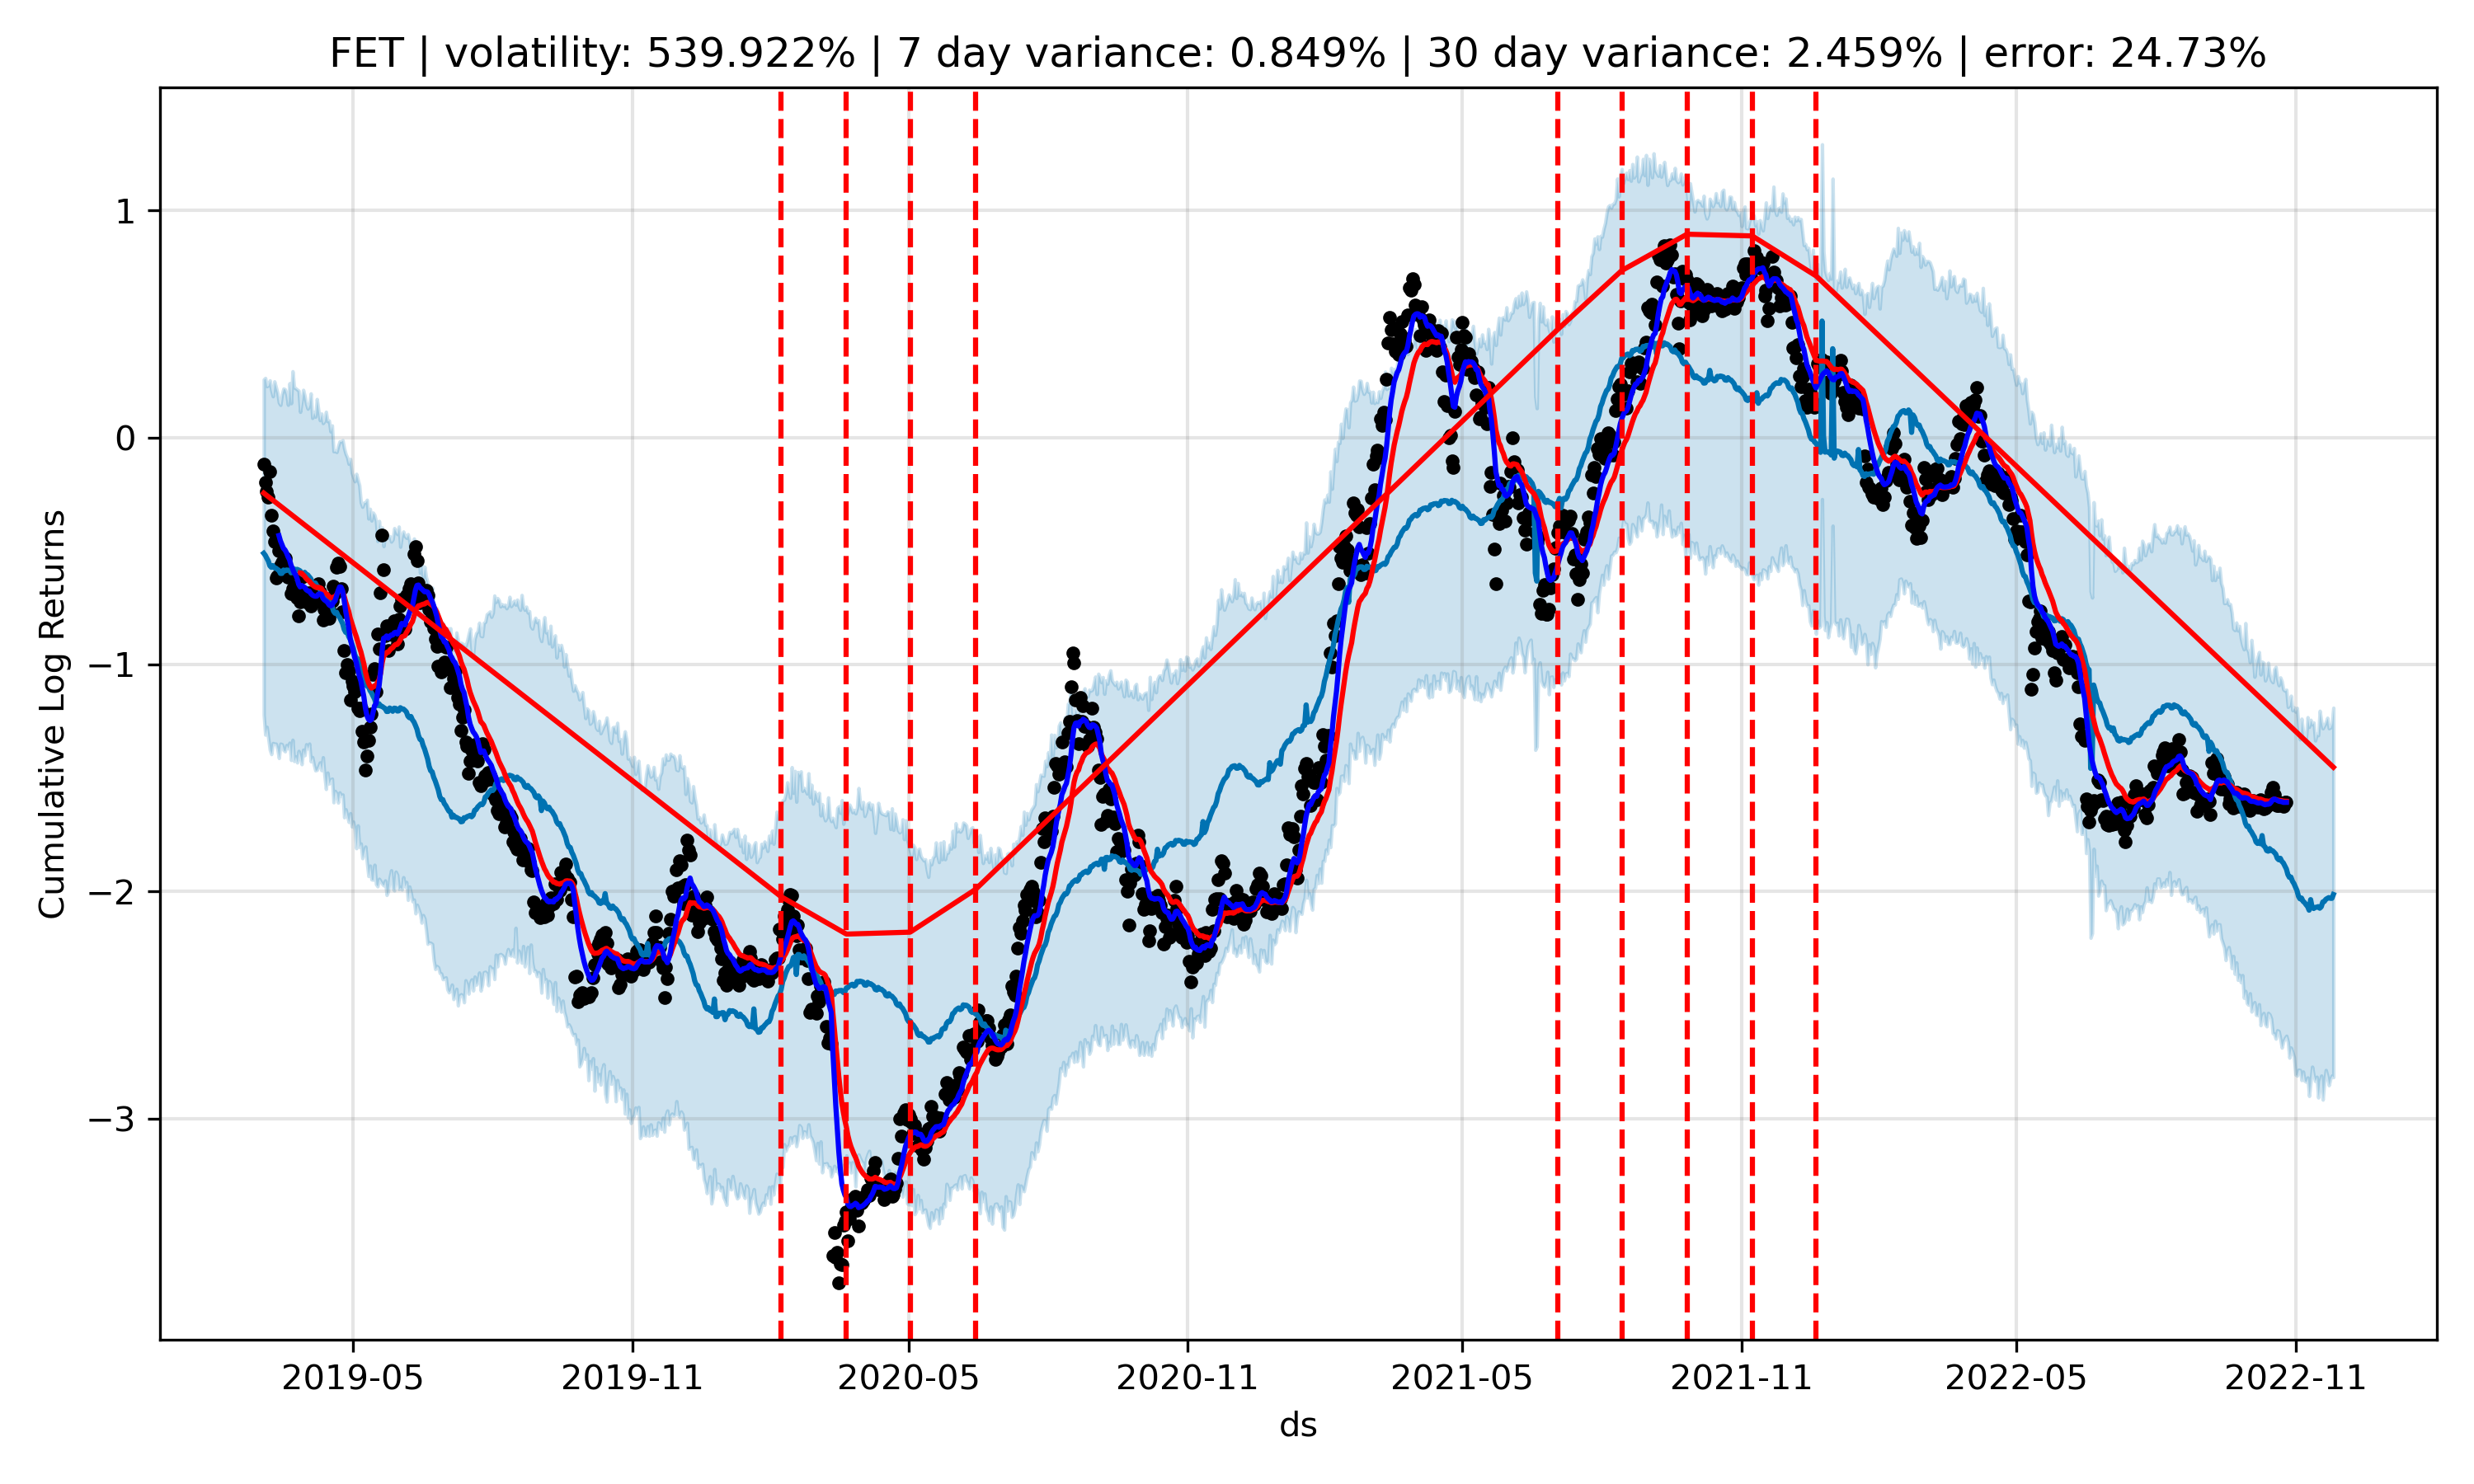 FET | volatility: 539.922% | 7 day variance: 0.849% | 30 day variance: 2.459% | error: 24.73%
Cumulative Log Returns
1
0
−1
−2
−3
2019-05 2019-11 2020-05 2020-11 2021-05 2021-11 2022-05 2022-11
ds